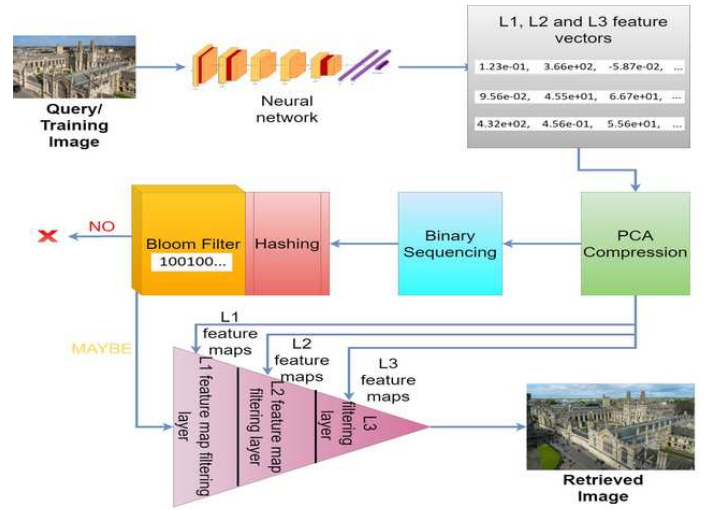 L1, L2 and L3 feature
vectors
1.23e-01, 3.66e+02, -5.87e-02, ...
9.56e-02, 4.55e+01, 6.67e+01, ...
4.32e+02, 4.56e-01, 5.56e+01, ...
Query/
Training
Image
Neural
network
NO
Bloom Filter
100100...
Hashing
Binary
Sequencing
PCA
Compression
MAYBE
L1
feature
maps
L2
feature
maps
L3
feature
maps
L1 feature map filtering
layer
L2 feature map
filtering layer
L3
filtering
layer
Retrieved
Image